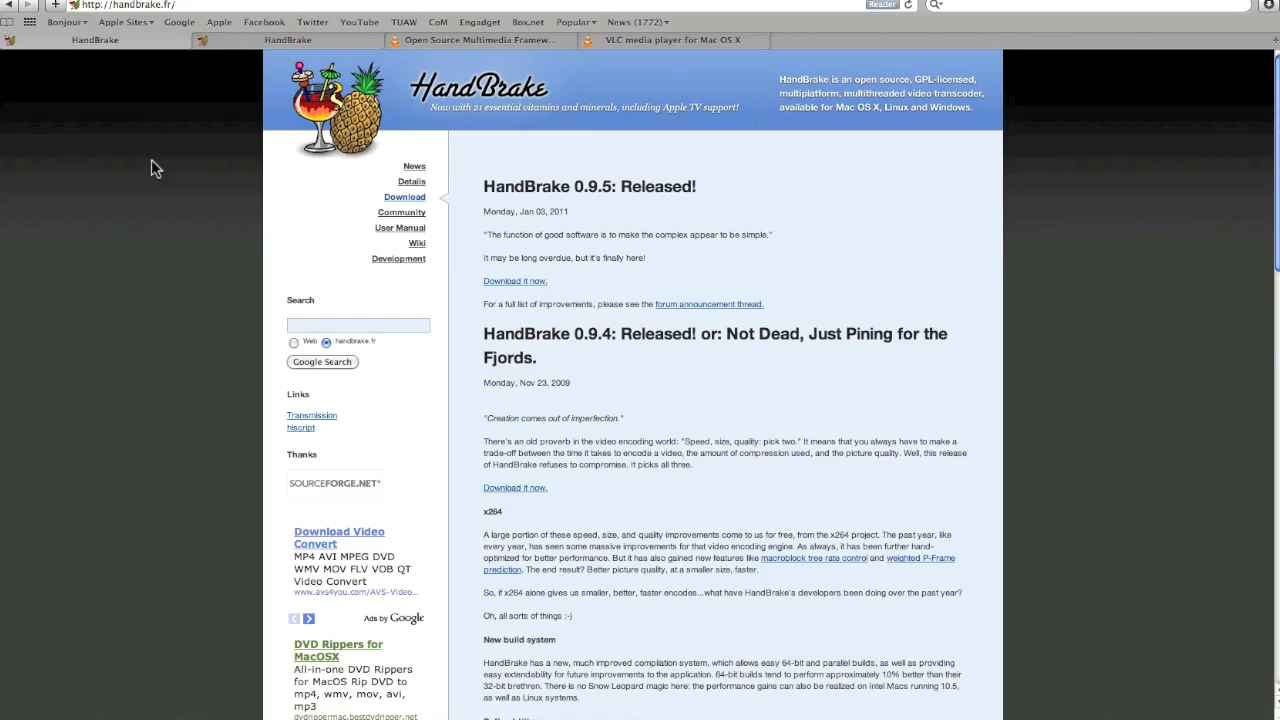 http://handbrake.fr/
Reader
Bonjour Apple Sites Google Apple Facebook Twitter YouTube TUAW CoM Engadget Box.net Popular News (1772)
HandBrake HandBrake Open Source Multimedia Framew... VLC media player for Mac OS X
HandBrake
Now with 21 essential vitamins and minerals, including Apple TV support!
HandBrake is an open source, GPL-licensed,
multiplatform, multithreaded video transcoder,
available for Mac OS X, Linux and Windows.
News
Details
Download
Community
User Manual
Wiki
Development
Search
Web handbrake.fr
Google Search
Links
Transmission
hlscript
Thanks
SOURCEFORGE.NET®
Download Video
Convert
MP4 AVI MPEG DVD
WMV MOV FLV VOB QT
Video Convert
www.avs4you.com/AVS-Video...
Ads by Google
DVD Rippers for
MacOSX
All-in-one DVD Rippers
for MacOS Rip DVD to
mp4, wmv, mov, avi,
mp3
dvdrippermac.bestdvdripper.net
HandBrake 0.9.5: Released!
Monday, Jan 03, 2011
"The function of good software is to make the complex appear to be simple."
It may be long overdue, but it's finally here!
Download it now.
For a full list of improvements, please see the forum announcement thread.
HandBrake 0.9.4: Released! or: Not Dead, Just Pining for the
Fjords.
Monday, Nov 23, 2009
"Creation comes out of imperfection."
There's an old proverb in the video encoding world: "Speed, size, quality: pick two." It means that you always have to make a
trade-off between the time it takes to encode a video, the amount of compression used, and the picture quality. Well, this release
of HandBrake refuses to compromise. It picks all three.
Download it now.
x264
A large portion of these speed, size, and quality improvements come to us for free, from the x264 project. The past year, like
every year, has seen some massive improvements for that video encoding engine. As always, it has been further hand-
optimized for better performance. But it has also gained new features like macroblock tree rate control and weighted P-Frame
prediction. The end result? Better picture quality, at a smaller size, faster.
So, if x264 alone gives us smaller, better, faster encodes...what have HandBrake's developers been doing over the past year?
Oh, all sorts of things :-)
New build system
HandBrake has a new, much improved compilation system, which allows easy 64-bit and parallel builds, as well as providing
easy extendability for future improvements to the application. 64-bit builds tend to perform approximately 10% better than their
32-bit brethren. There is no Snow Leopard magic here: the performance gains can also be realized on Intel Macs running 10.5,
as well as Linux systems.